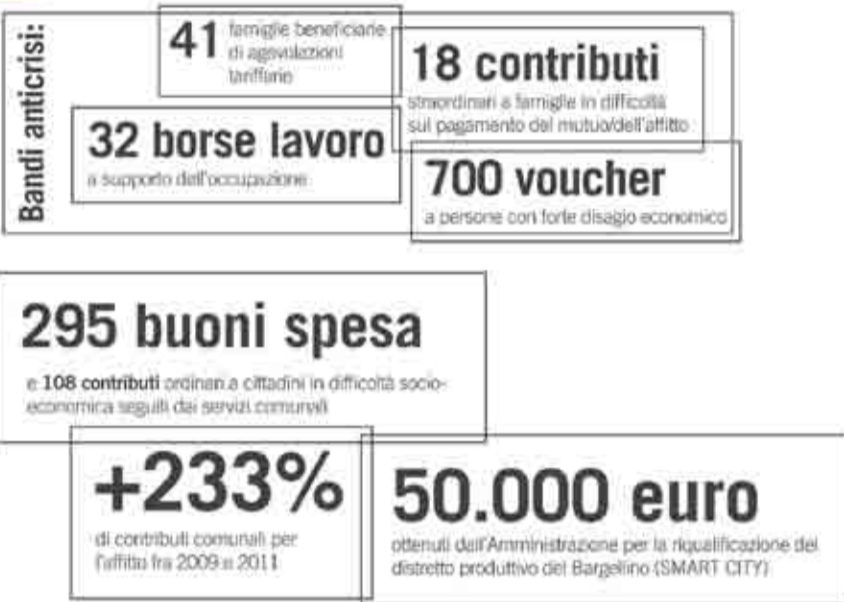 Bandi anticrisi:
41 famiglie beneficiarie
di agevolazioni
tariffarie
18 contributi
straordinari a famiglie in difficoltà
sul pagamento del mutuo/dell'affitto
32 borse lavoro
a supporto dell'occupazione
700 voucher
a persone con forte disagio economico
295 buoni spesa
e 108 contributi ordinari a cittadini in difficoltà socio-
economica seguiti dai servizi comunali
+233%
di contributi comunali per
l'affitto fra 2009 e 2011
50.000 euro
ottenuti dall'Amministrazione per la riqualificazione del
distretto produttivo del Bargellino (SMART CITY)